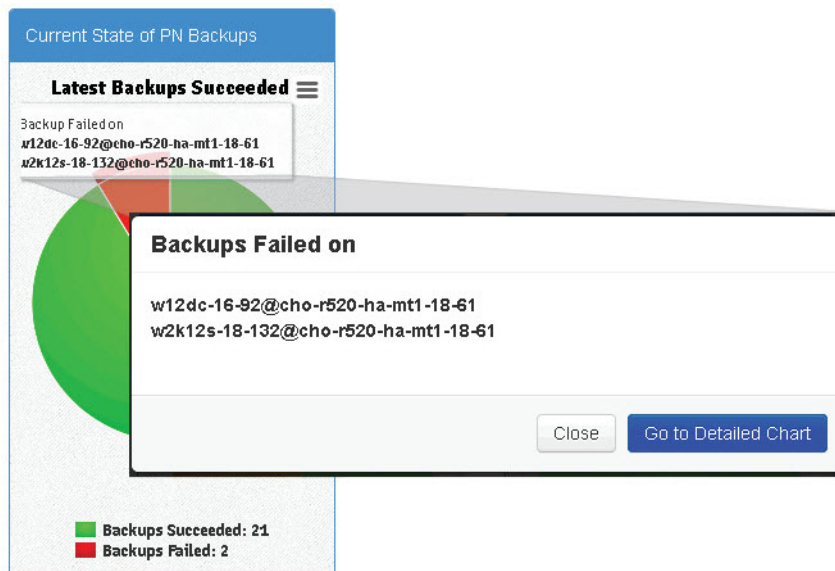 Current State of PN Backups
Latest Backups Succeeded
Backup Failed on
w12dc-16-92@cho-r520-ha-mt1-18-61
w2k12s-18-132@cho-r520-ha-mt1-18-61
Backups Failed on
w12dc-16-92@cho-r520-ha-mt1-18-61
w2k12s-18-132@cho-r520-ha-mt1-18-61
Close
Go to Detailed Chart
Backups Succeeded: 21
Backups Failed: 2